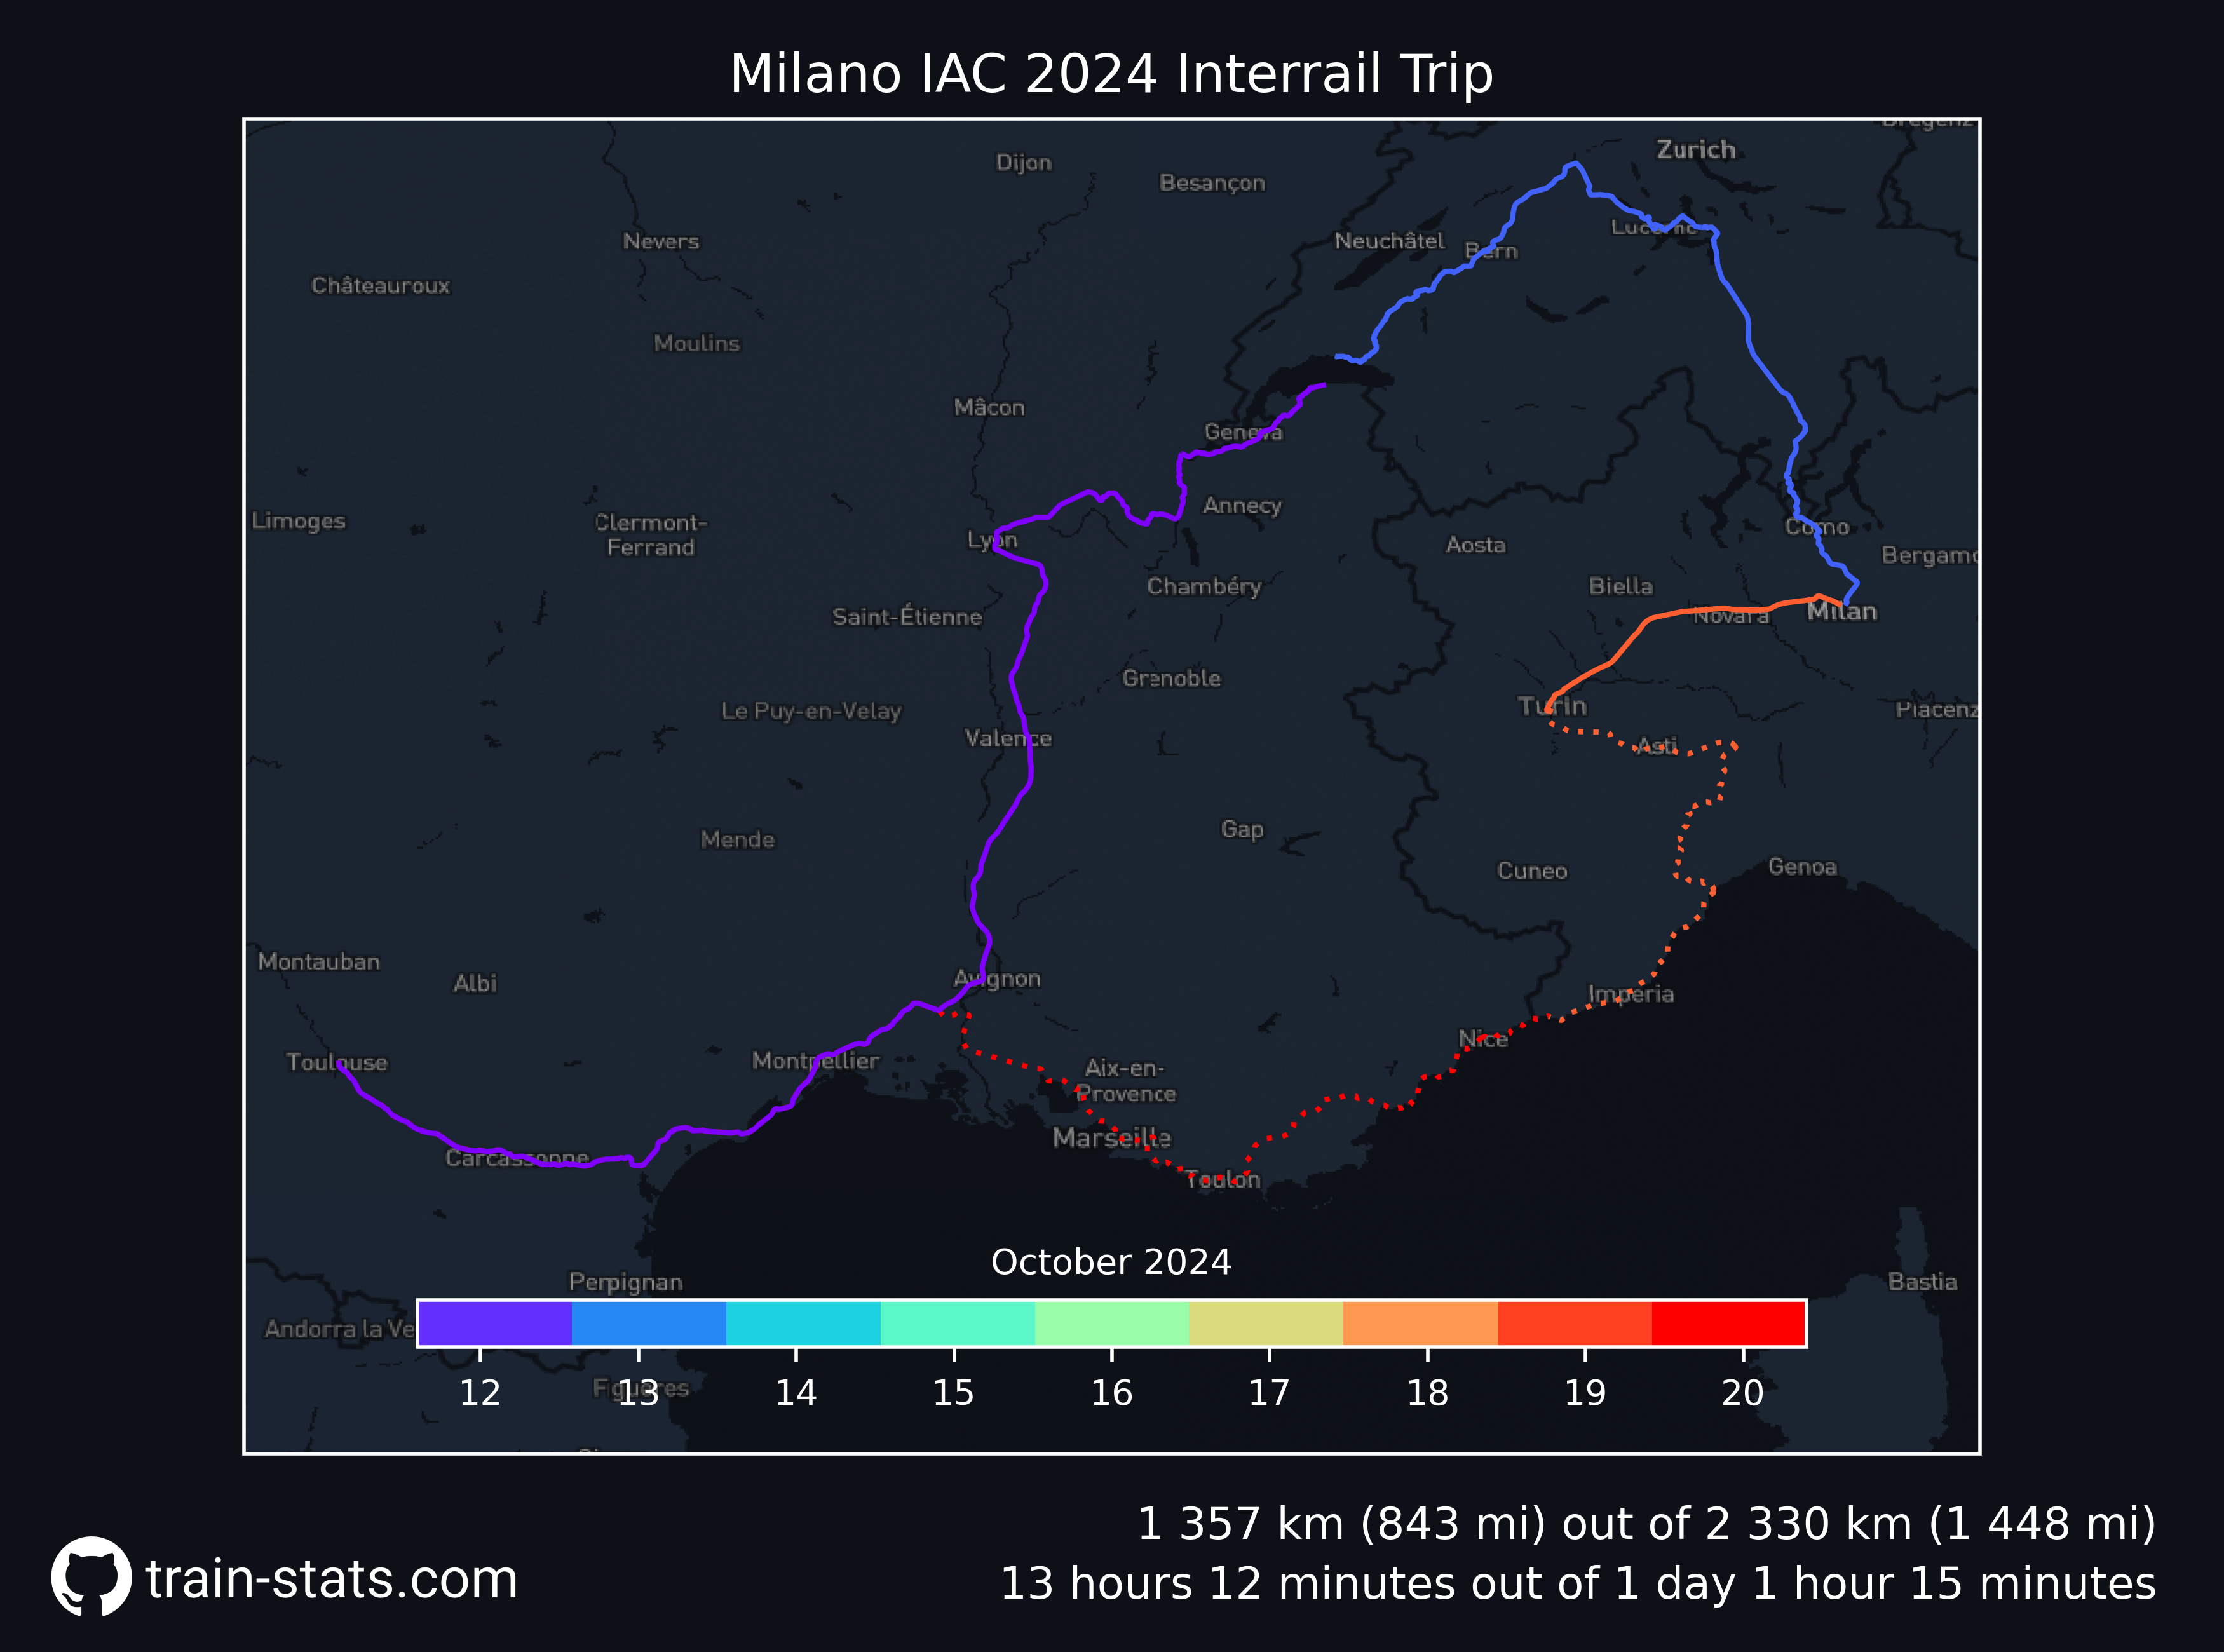 Milano IAC 2024 Interrail Trip
Zurich
Dijon
Besançon
Nevers
Neuchâtel
Bern
Lucerne
Châteauroux
Moulins
Mâcon
Geneva
Annecy
Limoges
Clermont-
Ferrand
Lyon
Aosta
Como
Bergamo
Chambéry
Biella
Saint-Étienne
Novara
Milan
Grenoble
Le Puy-en-Velay
Turin
Piacenz
Valence
Asti
Mende
Gap
Cuneo
Genoa
Montauban
Albi
Avignon
Imperia
Toulouse
Montpellier
Nice
Aix-en-
Provence
Marseille
Carcassonne
Toulon
October 2024
Perpignan
Bastia
Andorra la Ve
Figueres
12 13 14 15 16 17 18 19 20
1 357 km (843 mi) out of 2 330 km (1 448 mi)
13 hours 12 minutes out of 1 day 1 hour 15 minutes
train-stats.com